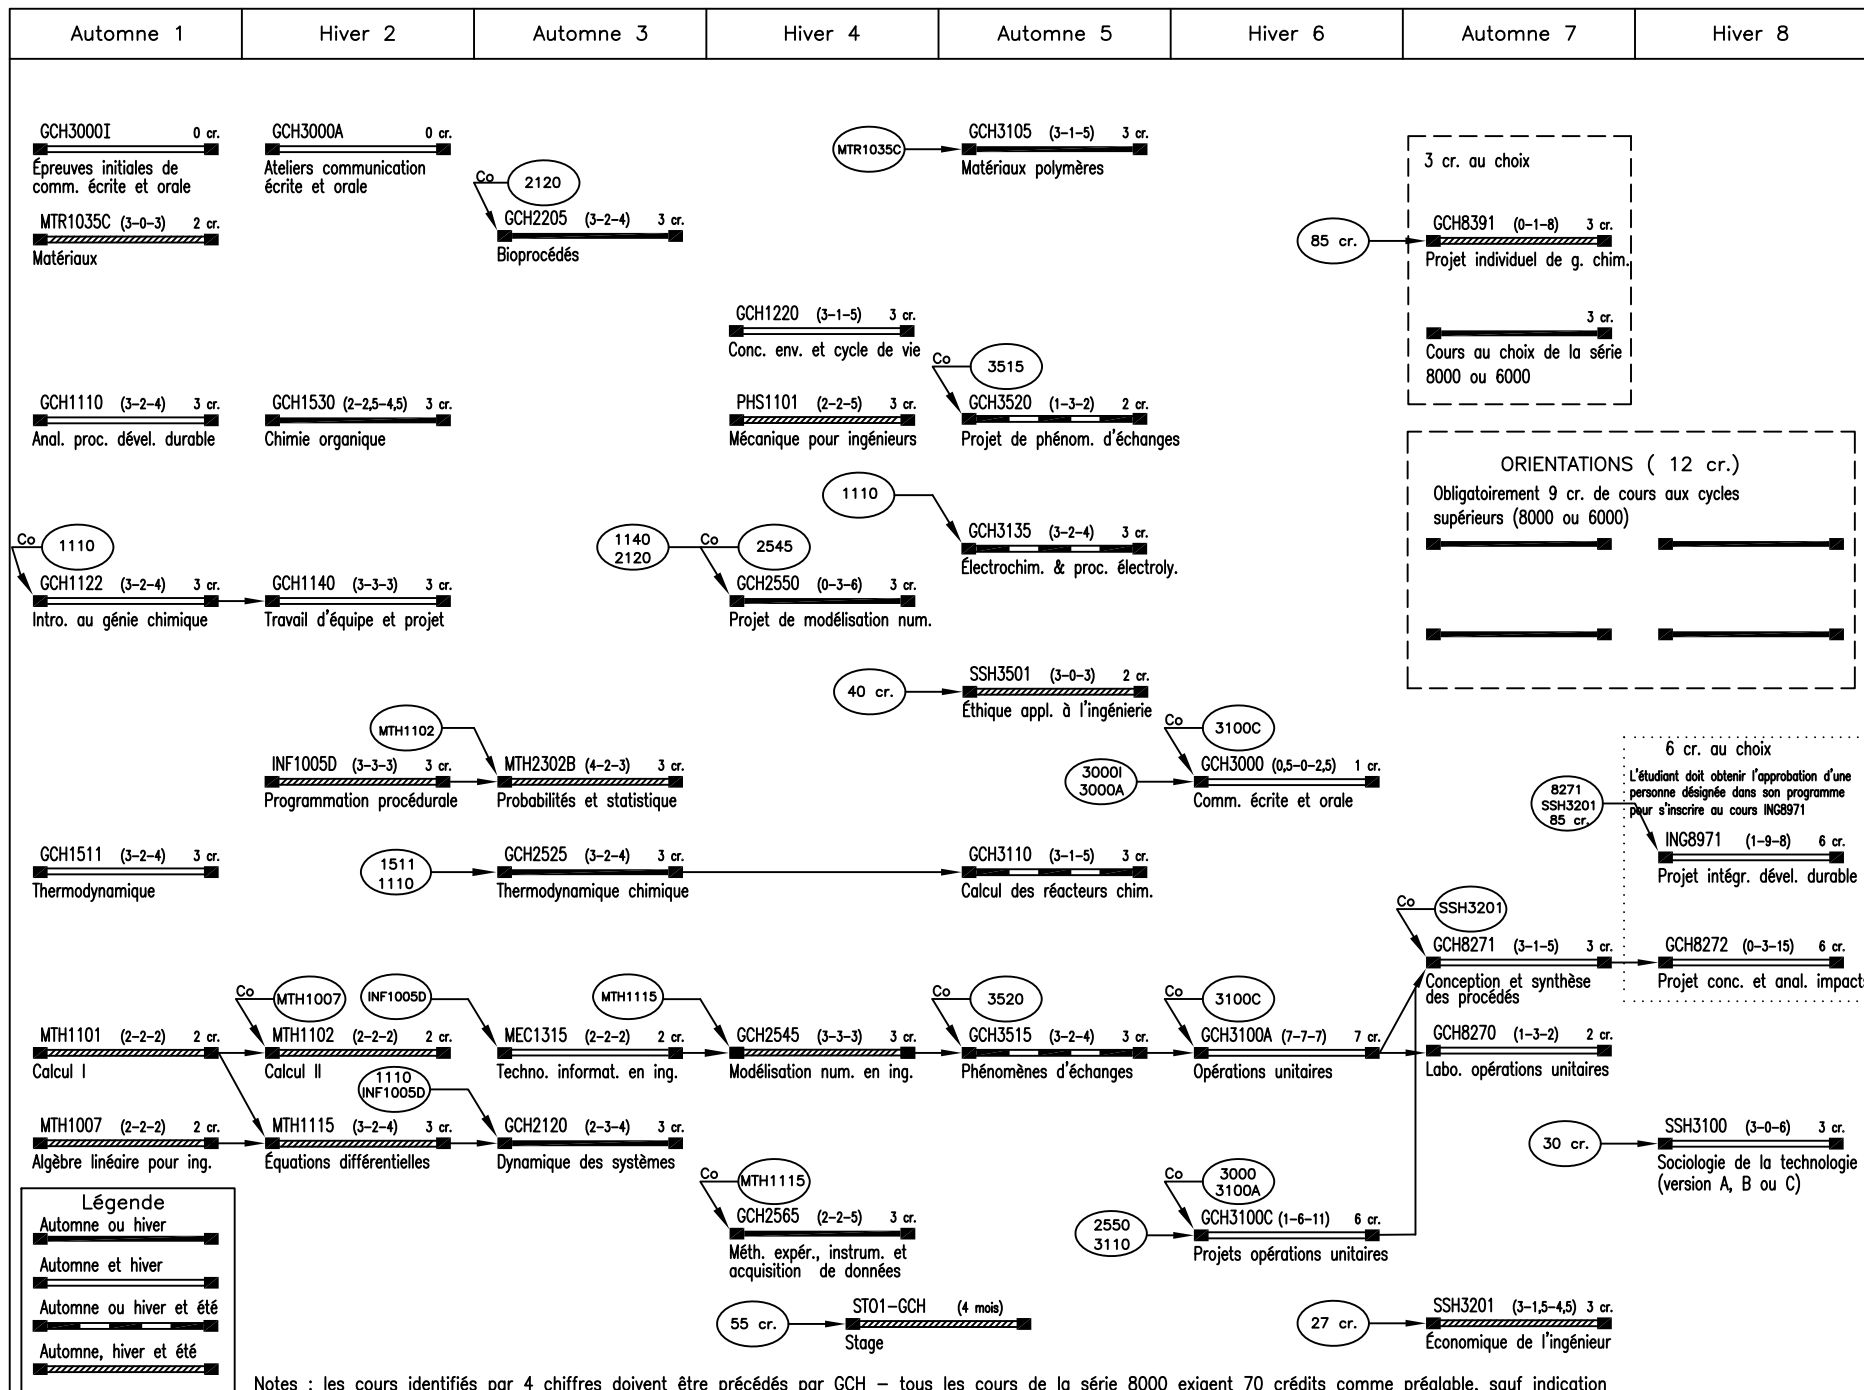 Automne 1
Hiver 2
Automne 3
Hiver 4
Automne 5
Hiver 6
Automne 7
Hiver 8
GCH3000I 0 cr.
Épreuves initiales de
comm. écrite et orale
MTR1035C (3-0-3) 2 cr.
Matériaux
GCH1110 (3-2-4) 3 cr.
Anal. proc. dével. durable
Co
1110
GCH1122 (3-2-4) 3 cr.
Intro. au génie chimique
GCH1511 (3-2-4) 3 cr.
Thermodynamique
MTH1101 (2-2-2) 2 cr.
Calcul I
MTH1007 (2-2-2) 2 cr.
Algèbre linéaire pour ing.
Légende
Automne ou hiver
Automne et hiver
Automne ou hiver et été
Automne, hiver et été
GCH3000A 0 cr.
Ateliers communication
écrite et orale
GCH1530 (2-2,5-4,5) 3 cr.
Chimie organique
GCH1140 (3-3-3) 3 cr.
Travail d'équipe et projet
MTH1102
INF1005D (3-3-3) 3 cr.
Programmation procédurale
1511
1110
Co
MTH1007
INF1005D
MTH1102 (2-2-2) 2 cr.
Calcul II
1110
INF1005D
MTH1115 (3-2-4) 3 cr.
Équations différentielles
Co
2120
GCH2205 (3-2-4) 3 cr.
Bioprocédés
1140
2120
MTH2302B (4-2-3) 3 cr.
Probabilités et statistique
GCH2525 (3-2-4) 3 cr.
Thermodynamique chimique
MTH1115
MEC1315 (2-2-2) 2 cr.
Techno. informat. en ing.
GCH2120 (2-3-4) 3 cr.
Dynamique des systèmes
MTR1035C
GCH1220 (3-1-5) 3 cr.
Conc. env. et cycle de vie
PHS1101 (2-2-5) 3 cr.
Mécanique pour ingénieurs
1110
Co
2545
GCH2550 (0-3-6) 3 cr.
Projet de modélisation num.
40 cr.
GCH2545 (3-3-3) 3 cr.
Modélisation num. en ing.
Co
MTH1115
GCH2565 (2-2-5) 3 cr.
Méth. expér., instrum. et
acquisition de données
55 cr.
STO1-GCH (4 mois)
Stage
GCH3105 (3-1-5) 3 cr.
Matériaux polymères
Co
3515
GCH3520 (1-3-2) 2 cr.
Projet de phénom. d'échanges
GCH3135 (3-2-4) 3 cr.
Électrochim. & proc. électroly.
SSH3501 (3-0-3) 2 cr.
Éthique appl. à l'ingénierie
3000I
3000A
GCH3110 (3-1-5) 3 cr.
Calcul des réacteurs chim.
Co
3520
GCH3515 (3-2-4) 3 cr.
Phénomènes d'échanges
2550
3110
85 cr.
Co
3100C
GCH3000 (0,5-0-2,5) 1 cr.
Comm. écrite et orale
Co
3100C
GCH3100A (7-7-7) 7 cr.
Opérations unitaires
Co
3000
3100A
GCH3100C (1-6-11) 6 cr.
Projets opérations unitaires
27 cr.
3 cr. au choix
GCH8391 (0-1-8) 3 cr.
Projet individuel de g. chim.
3 cr.
Cours au choix de la série
8000 ou 6000
ORIENTATIONS ( 12 cr.)
Obligatoirement 9 cr. de cours aux cycles
supérieurs (8000 ou 6000)
8271
SSH3201
85 cr.
Co
SSH3201
GCH8271 (3-1-5) 3 cr.
Conception et synthèse
des procédés
GCH8270 (1-3-2) 2 cr.
Labo. opérations unitaires
30 cr.
SSH3201 (3-1,5-4,5) 3 cr.
Économique de l'ingénieur
6 cr. au choix
L'étudiant doit obtenir l'approbation d'une
personne désignée dans son programme
pour s'inscrire au cours ING8971
ING8971 (1-9-8) 6 cr.
Projet intégr. dével. durable
GCH8272 (0-3-15) 6 cr.
Projet conc. et anal. impacts
SSH3100 (3-0-6) 3 cr.
Sociologie de la technologie
(version A, B ou C)
Notes : les cours identifiés par 4 chiffres doivent être précédés par GCH – tous les cours de la série 8000 exigent 70 crédits comme préalable, sauf indication